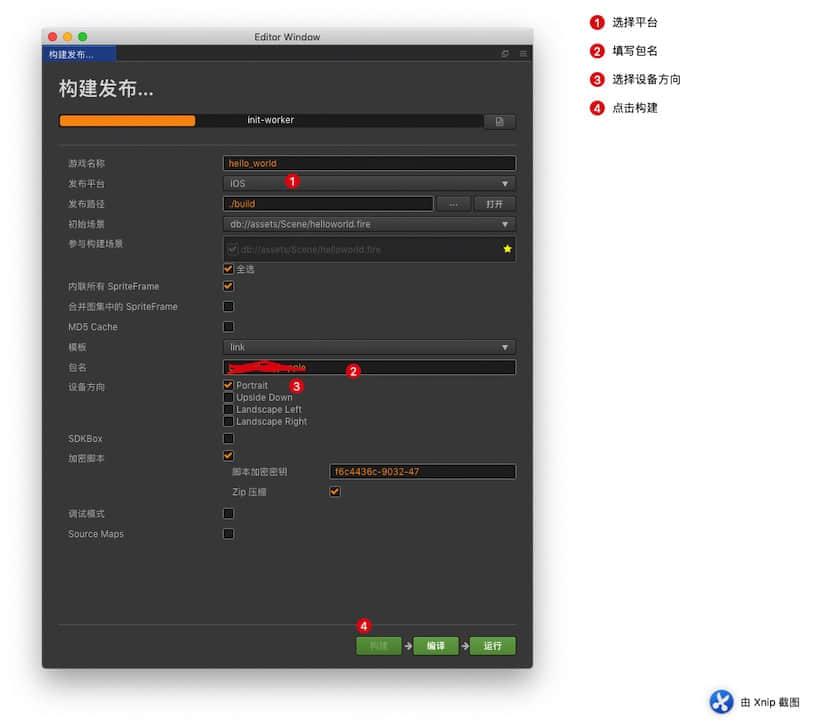 Editor Window
构建发布...
构建发布...
init-worker
游戏名称 hello_world
发布平台 iOS 1
发布路径 ./build ... 打开
初始场景 db://assets/Scene/helloworld.fire
参与构建场景 db://assets/Scene/helloworld.fire
全选
内联所有 SpriteFrame
合并图集中的 SpriteFrame
MD5 Cache
模板 link
包名 2
设备方向 Portrait 3
Upside Down
Landscape Left
Landscape Right
SDKBox
加密脚本
脚本加密密钥 f6c4436c-9032-47
Zip 压缩
调试模式
Source Maps
4
构建 编译 运行
1 选择平台
2 填写包名
3 选择设备方向
4 点击构建
由 Xnip 截图